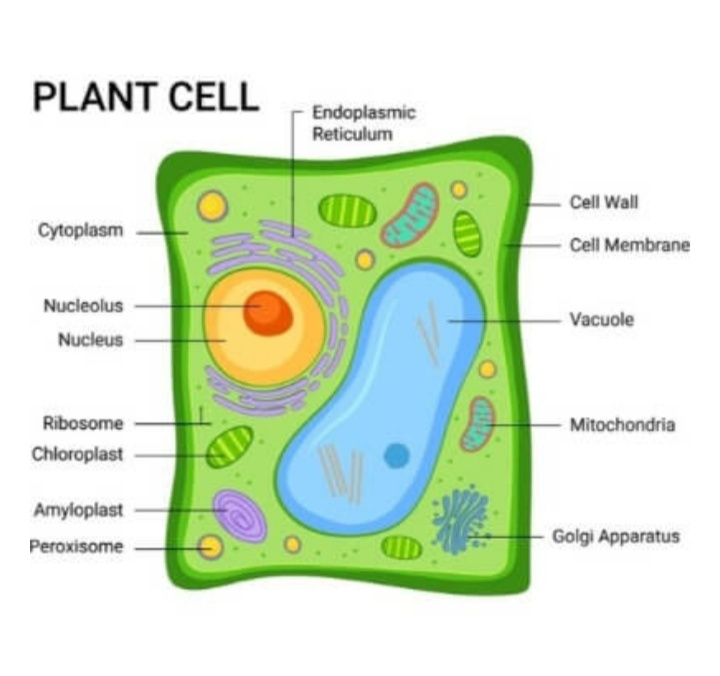 PLANT CELL
Endoplasmic
Reticulum
Cytoplasm
Nucleolus
Nucleus
Ribosome
Chloroplast
Amyloplast
Peroxisome
Cell Wall
Cell Membrane
Vacuole
Mitochondria
Golgi Apparatus